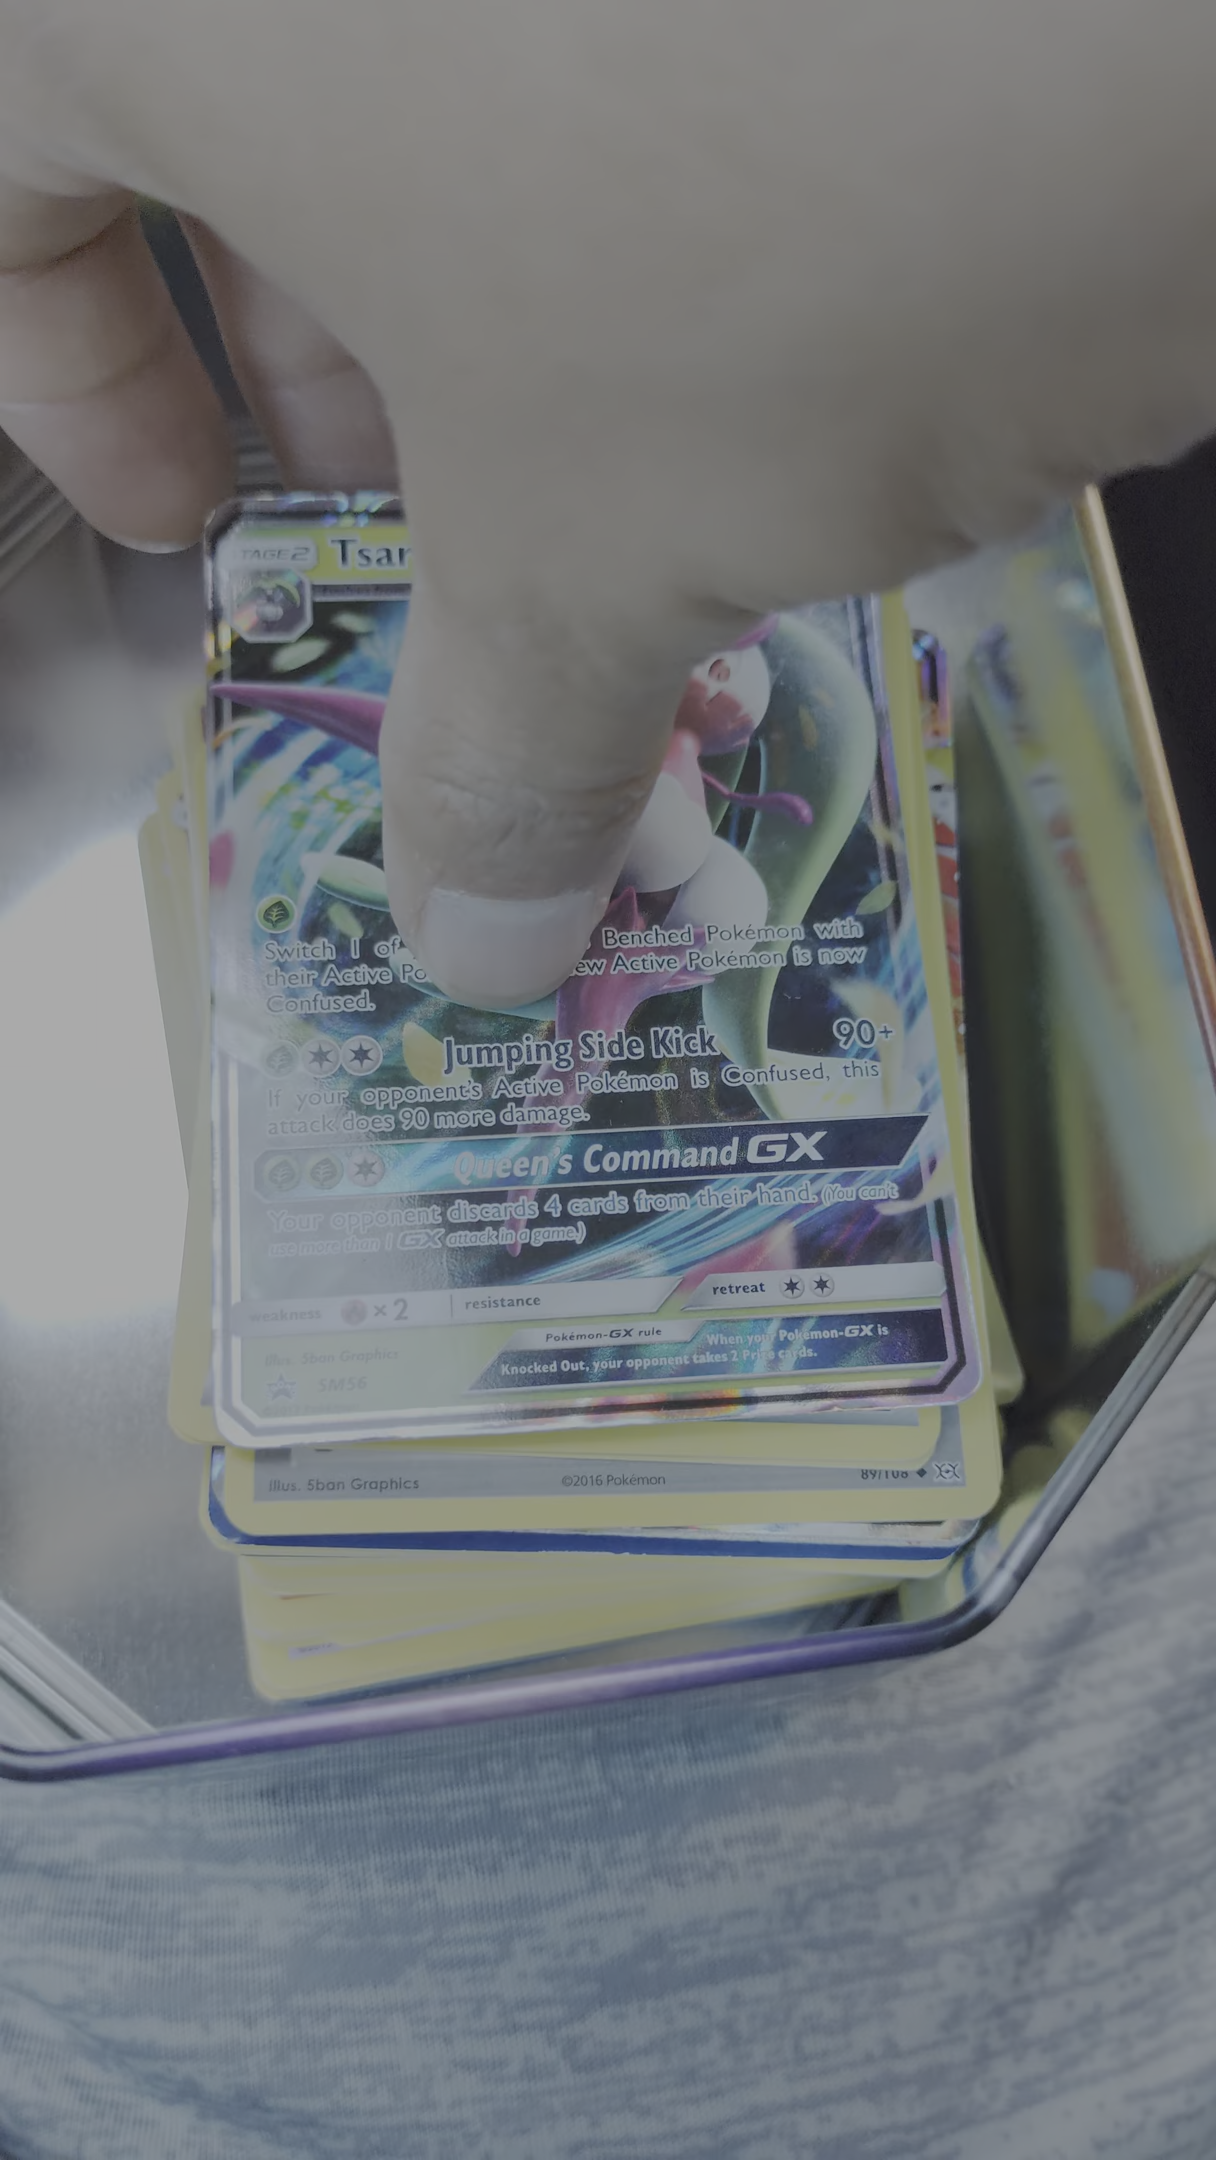 TAGE2 Tsar
Switch 1 of Benched Pokémon with
their Active Po ew Active Pokémon is now
Confused.
Jumping Side Kick 90+
If your opponent's Active Pokémon is Confused, this
attack does 90 more damage.
Queen's Command GX
Your opponent discards 4 cards from their hand. (You can't
use more than 1 GX attack in a game.)
weakness ×2 resistance retreat
Pokémon-GX rule When your Pokémon-GX is
Knocked Out, your opponent takes 2 Prize cards.
Illus. 5ban Graphics
SM56
Illus. 5ban Graphics ©2016 Pokémon 89/108